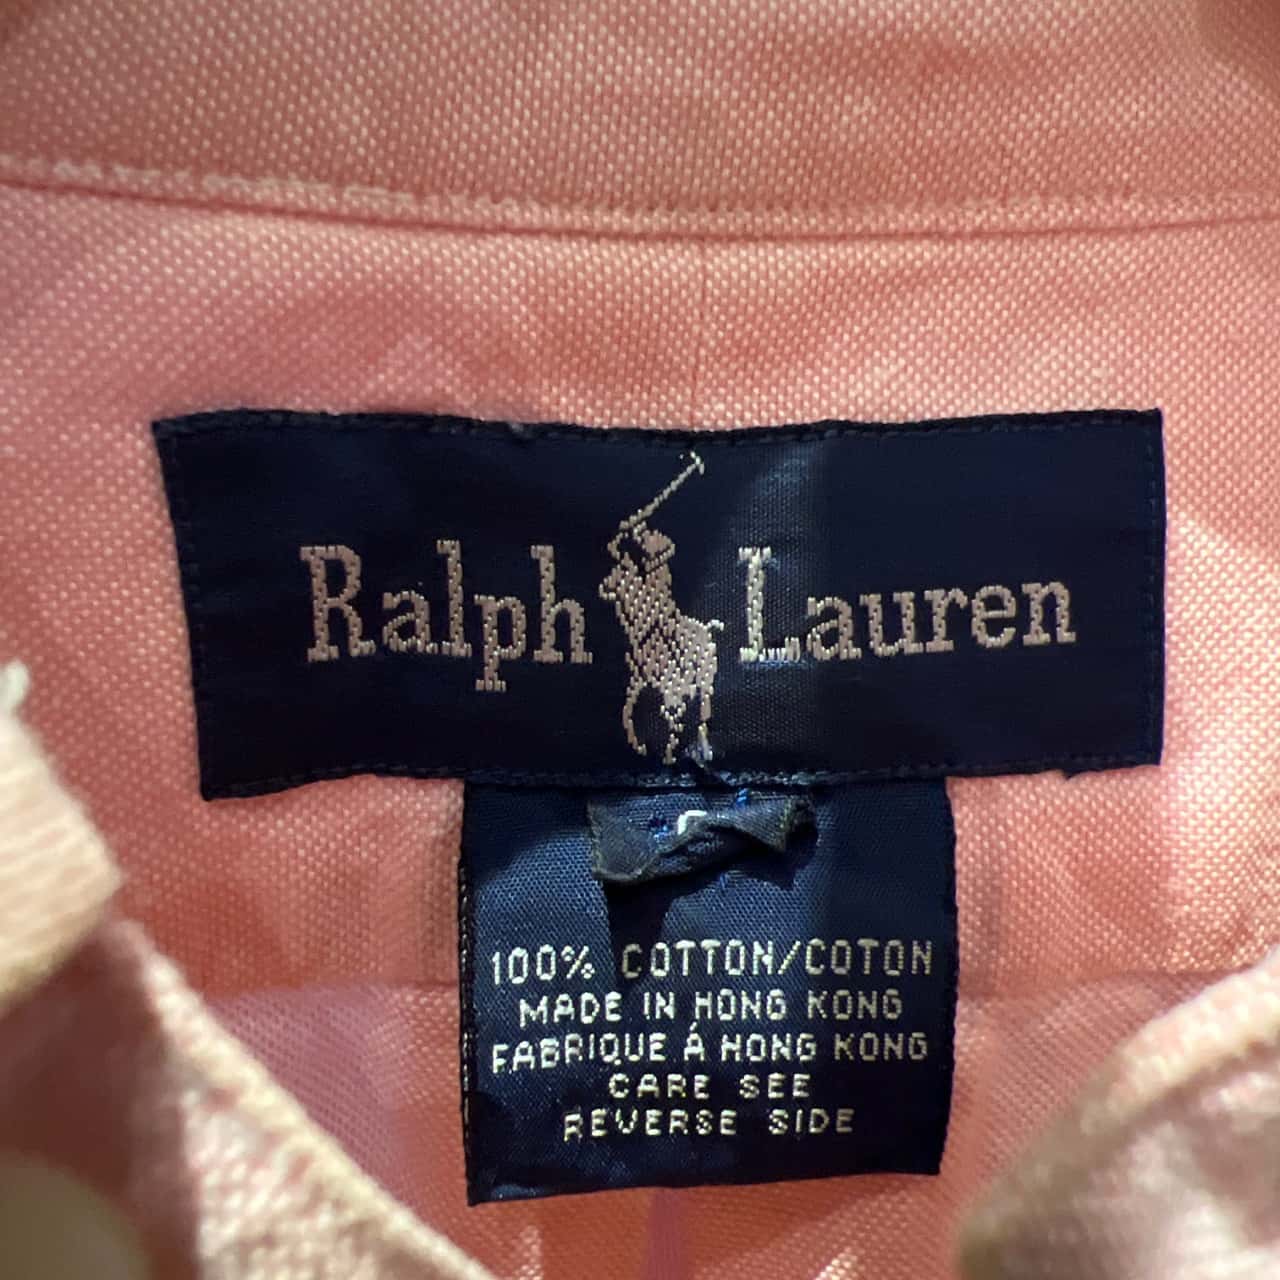 Ralph Lauren
100% COTTON/COTON
MADE IN HONG KONG
FABRIQUE Á HONG KONG
CARE SEE
REVERSE SIDE